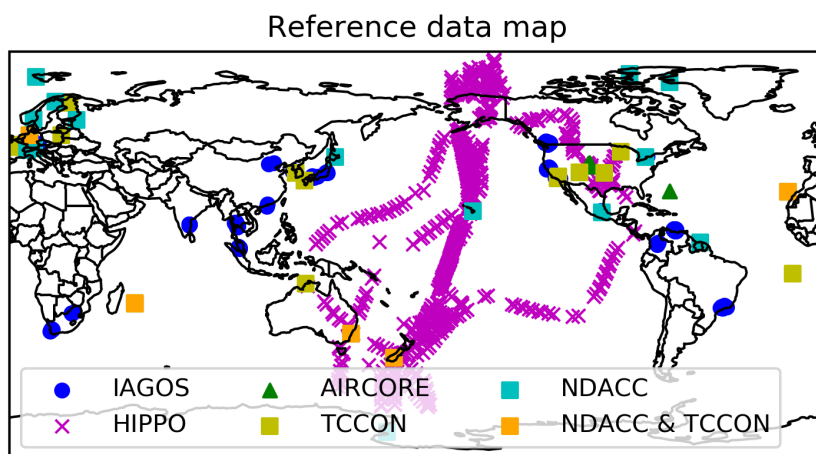 Reference data map
IAGOS AIRCORE NDACC
HIPPO TCCON NDACC & TCCON